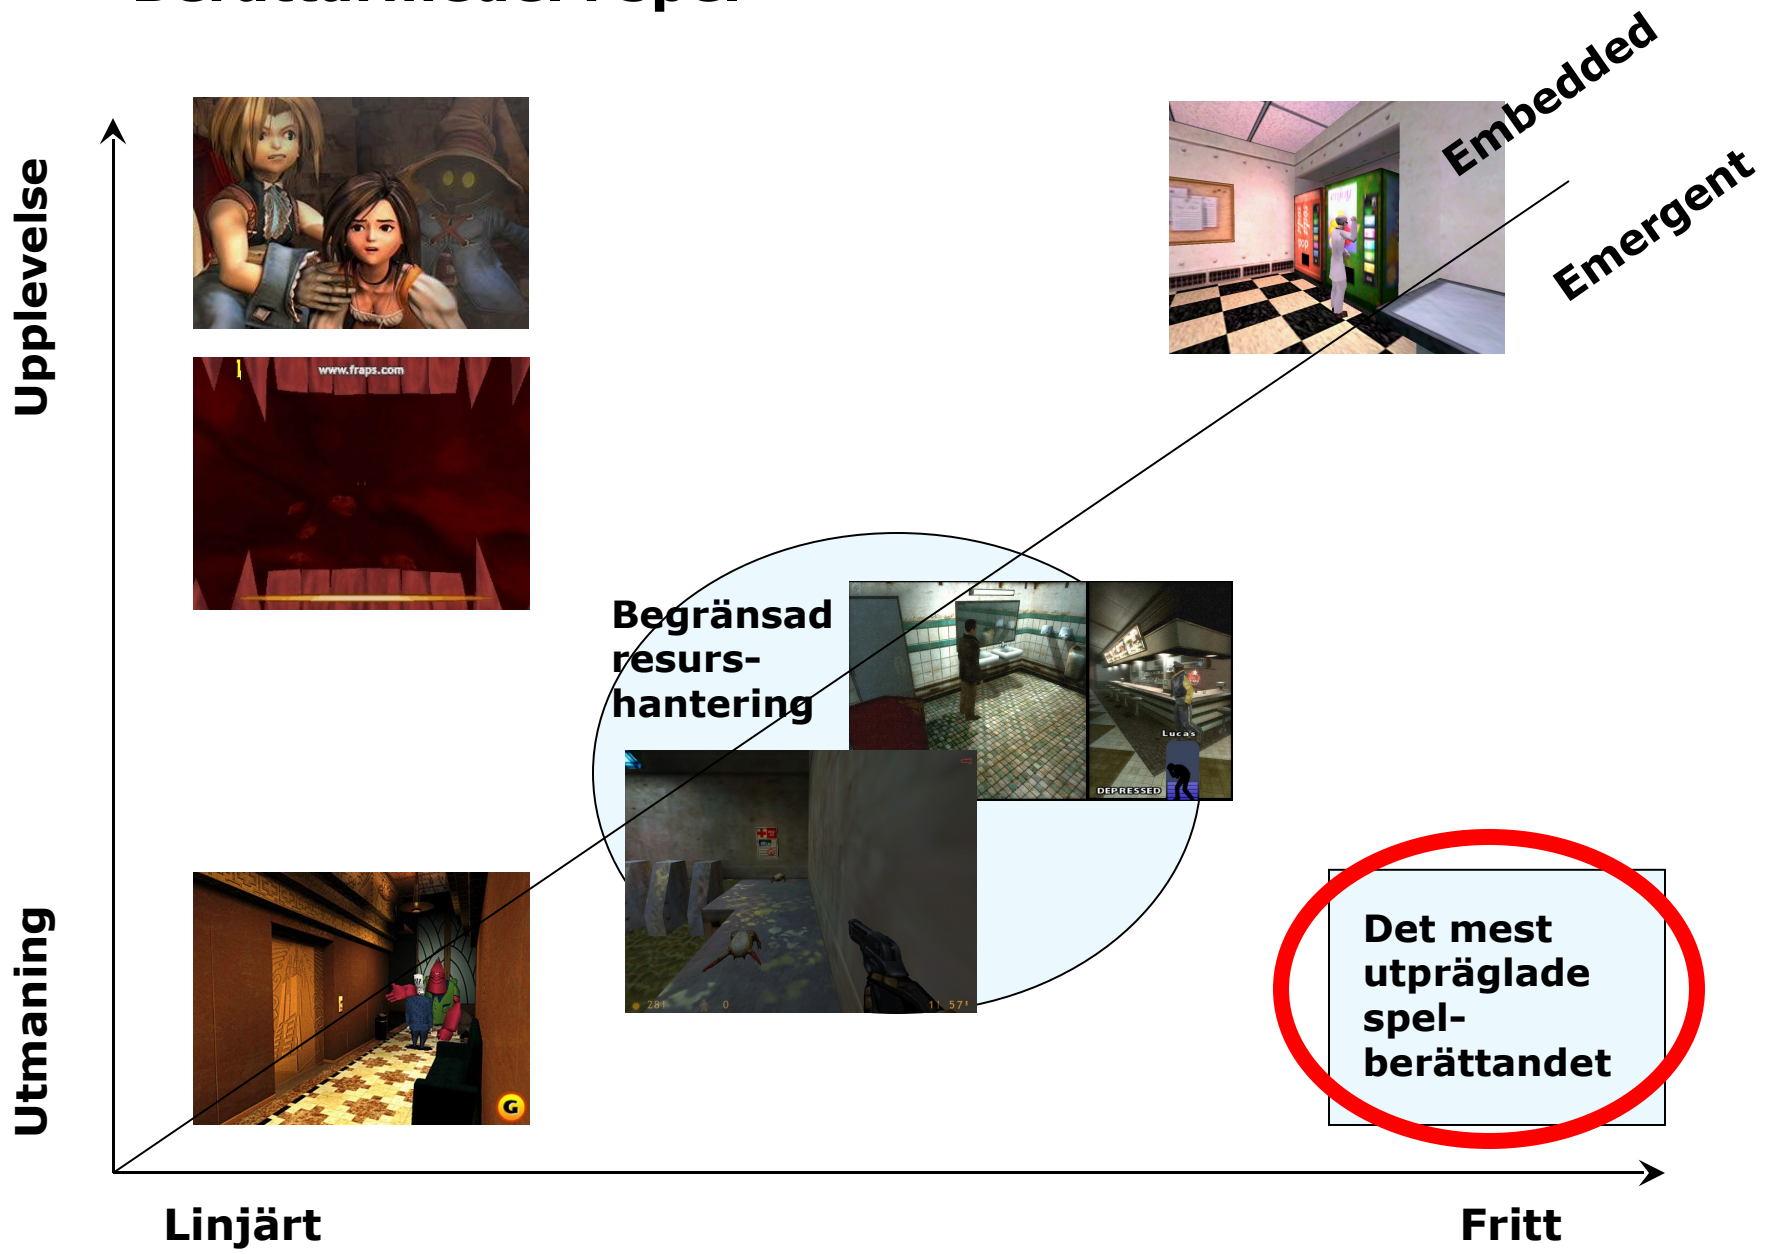 Embedded
Emergent
Upplevelse
www.fraps.com
Begränsad
resurs-
hantering
Lucas
DEPRESSED
Utmaning
G
Det mest
utpräglade
spel-
berättandet
Linjärt
Fritt